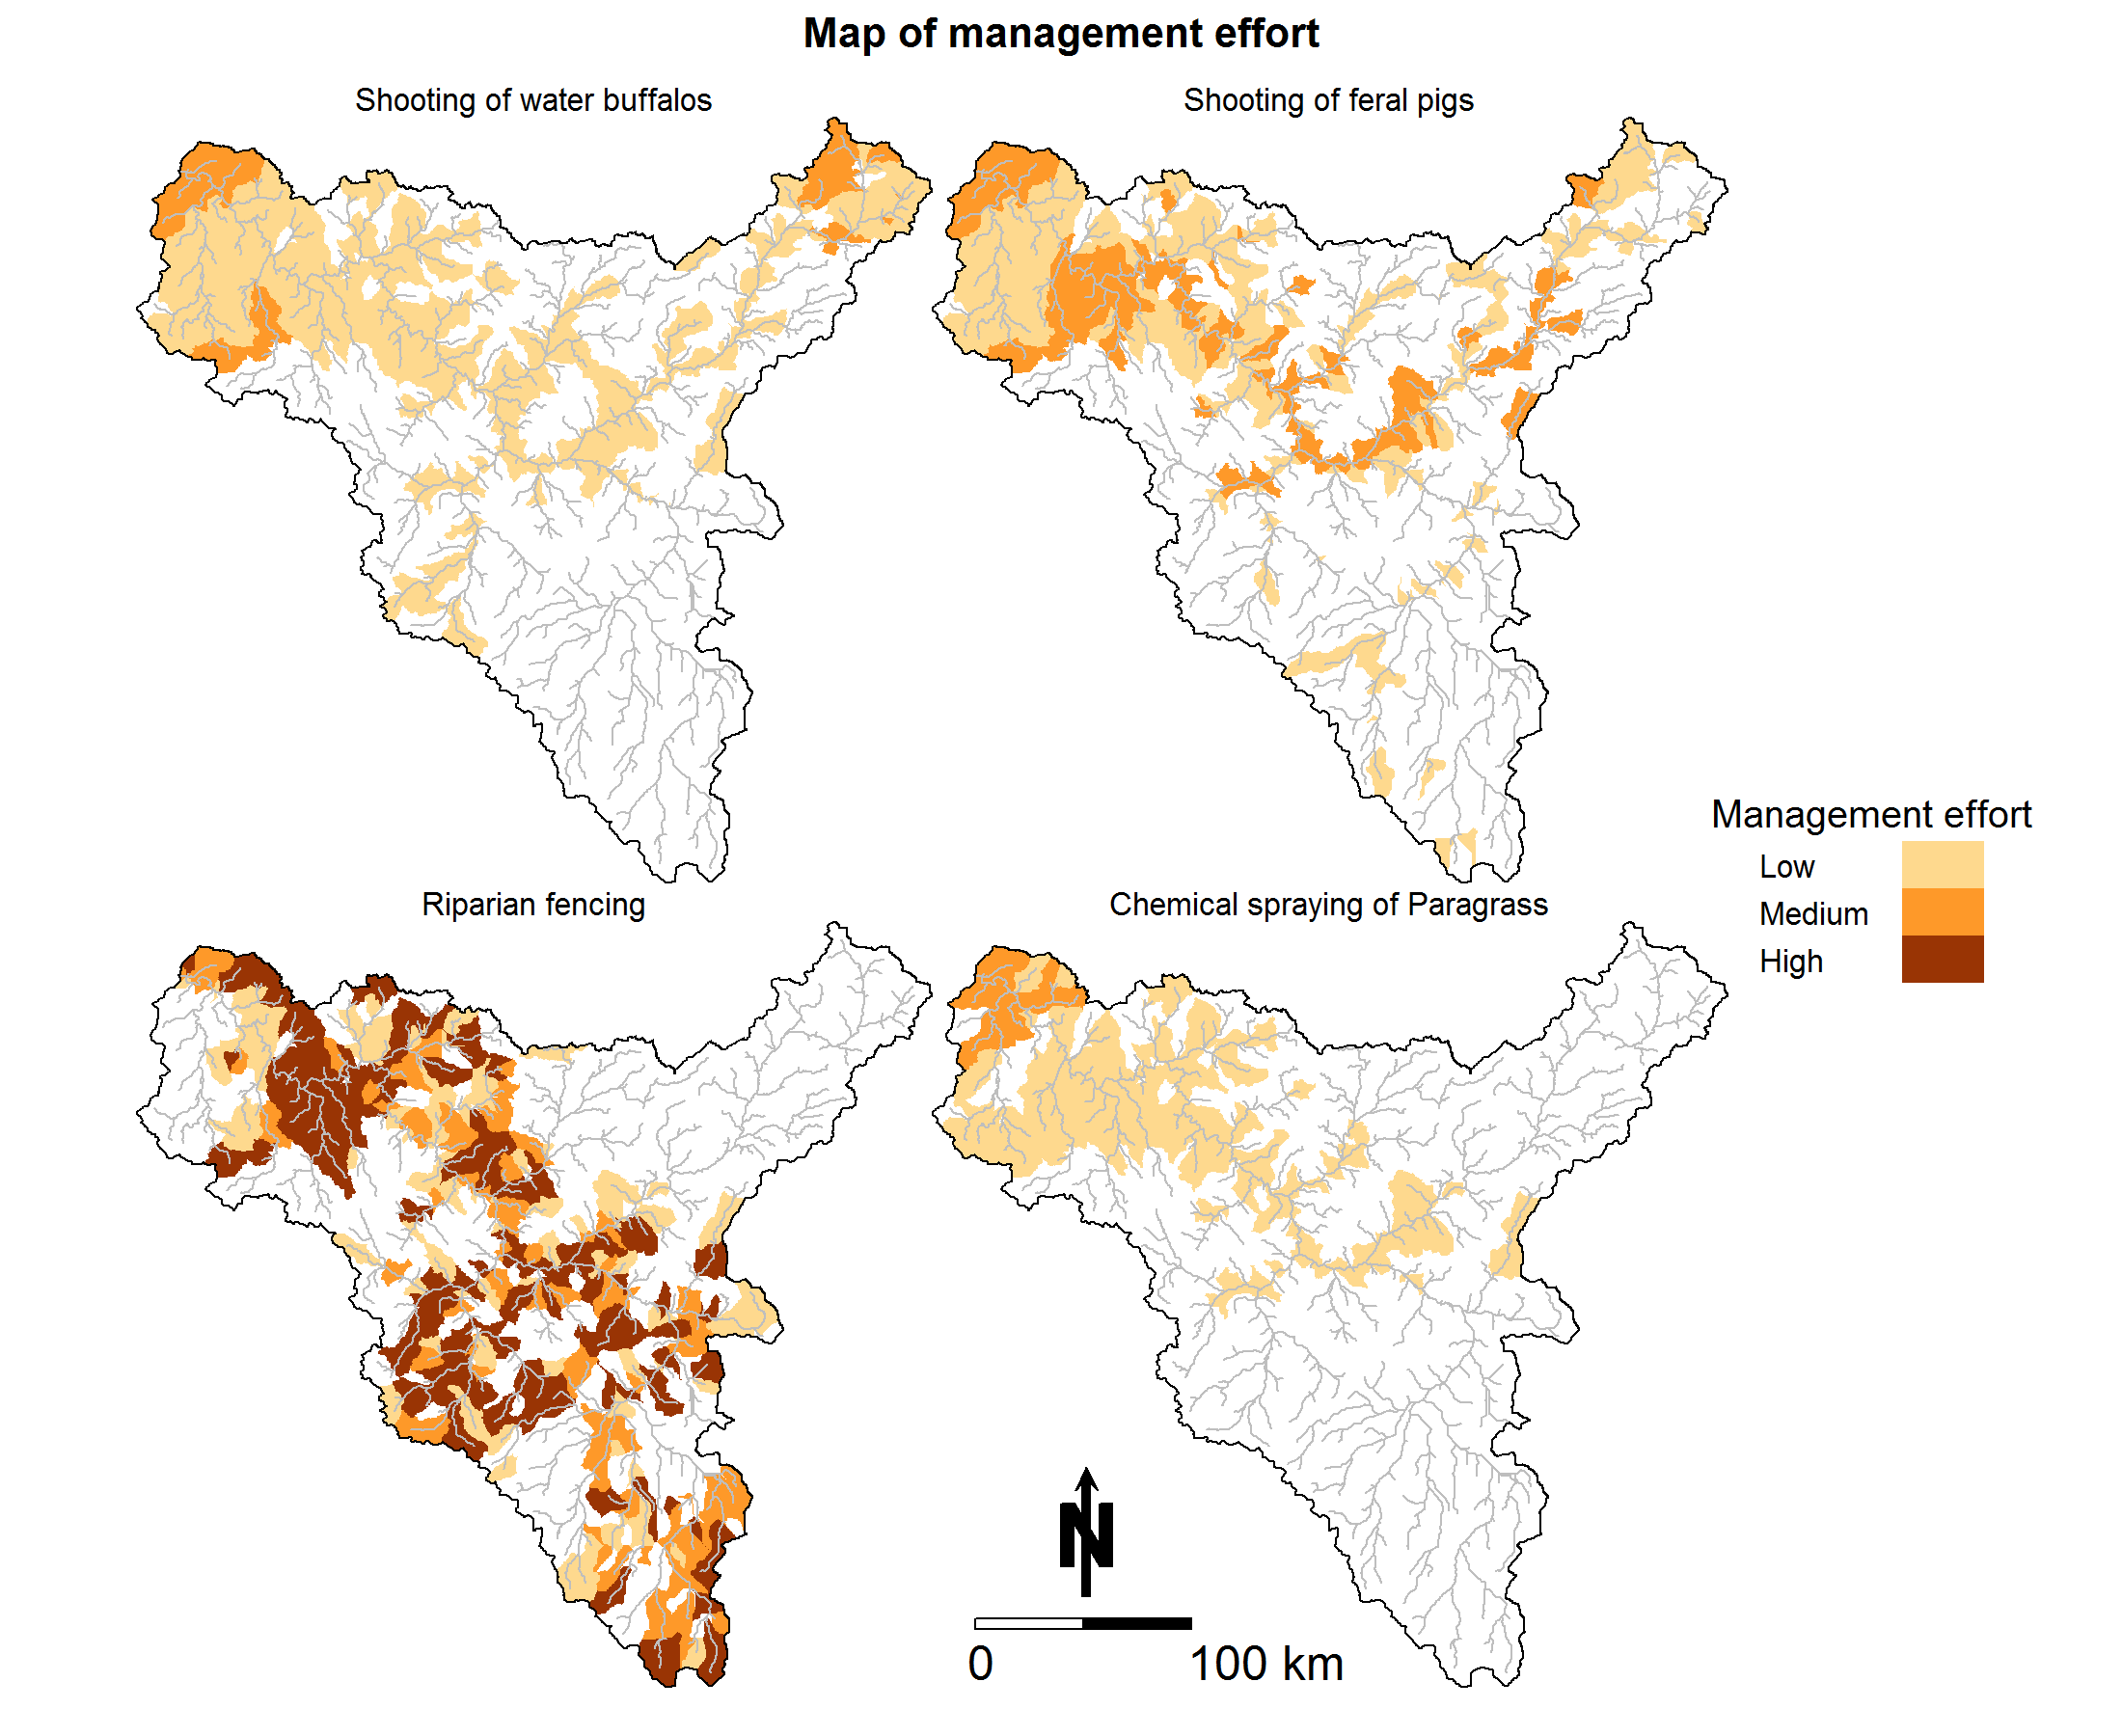 Map of management effort
Shooting of water buffalos
Shooting of feral pigs
Riparian fencing
Chemical spraying of Paragrass
Management effort
Low
Medium
High
N
0
100 km